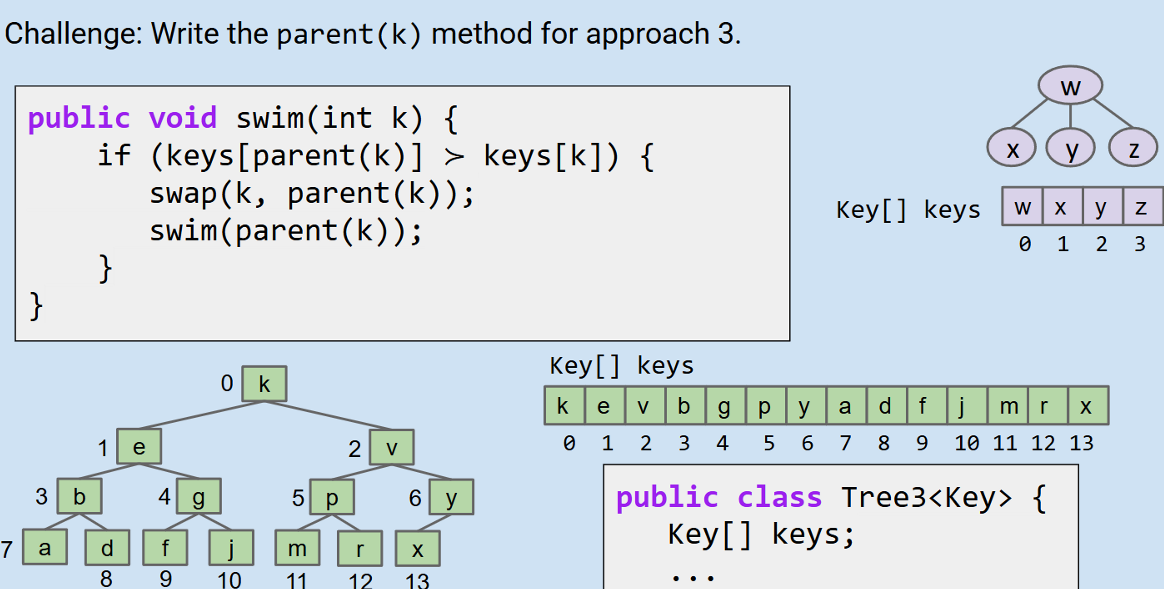 Challenge: Write the parent(k) method for approach 3.
public void swim(int k) {
if (keys[parent(k)] ≻ keys[k]) {
swap(k, parent(k));
swim(parent(k));
}
}
w
x y z
Key[] keys
w x y z
0 1 2 3
0 k
1 e 2 v
3 b 4 g 5 p 6 y
7 a d f j m r x
8 9 10 11 12 13
Key[] keys
k e v b g p y a d f j m r x
0 1 2 3 4 5 6 7 8 9 10 11 12 13
public class Tree3<Key> {
Key[] keys;
...